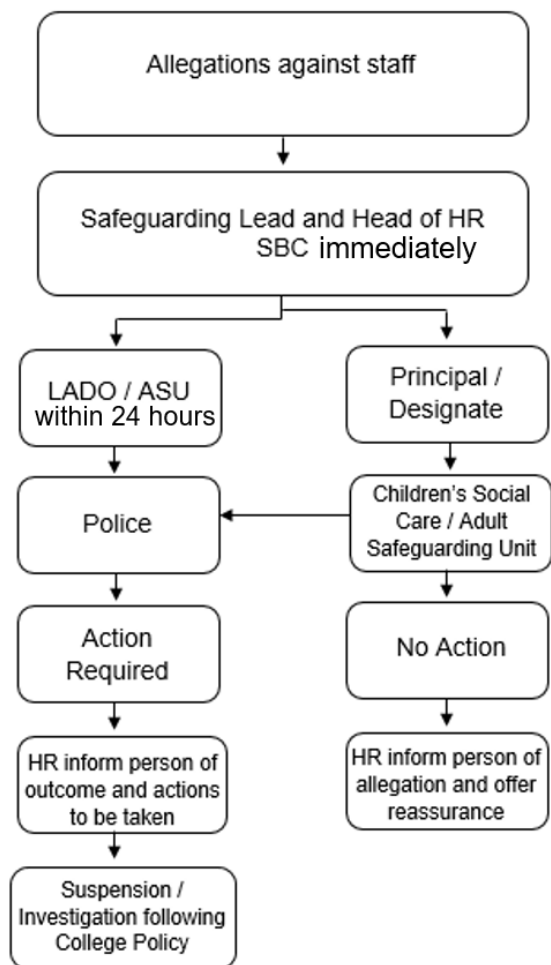 Allegations against staff
Safeguarding Lead and Head of HR
SBC immediately
LADO / ASU
within 24 hours
Principal /
Designate
Police
Children's Social
Care / Adult
Safeguarding Unit
Action
Required
No Action
HR inform person of
outcome and actions
to be taken
HR inform person of
allegation and offer
reassurance
Suspension /
Investigation following
College Policy